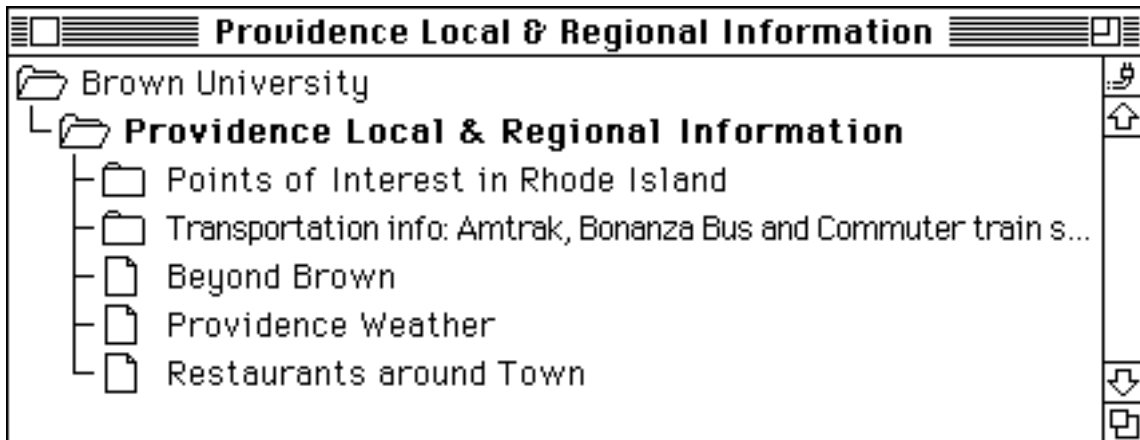 Providence Local & Regional Information
Brown University
Providence Local & Regional Information
Points of Interest in Rhode Island
Transportation info: Amtrak, Bonanza Bus and Commuter train s...
Beyond Brown
Providence Weather
Restaurants around Town